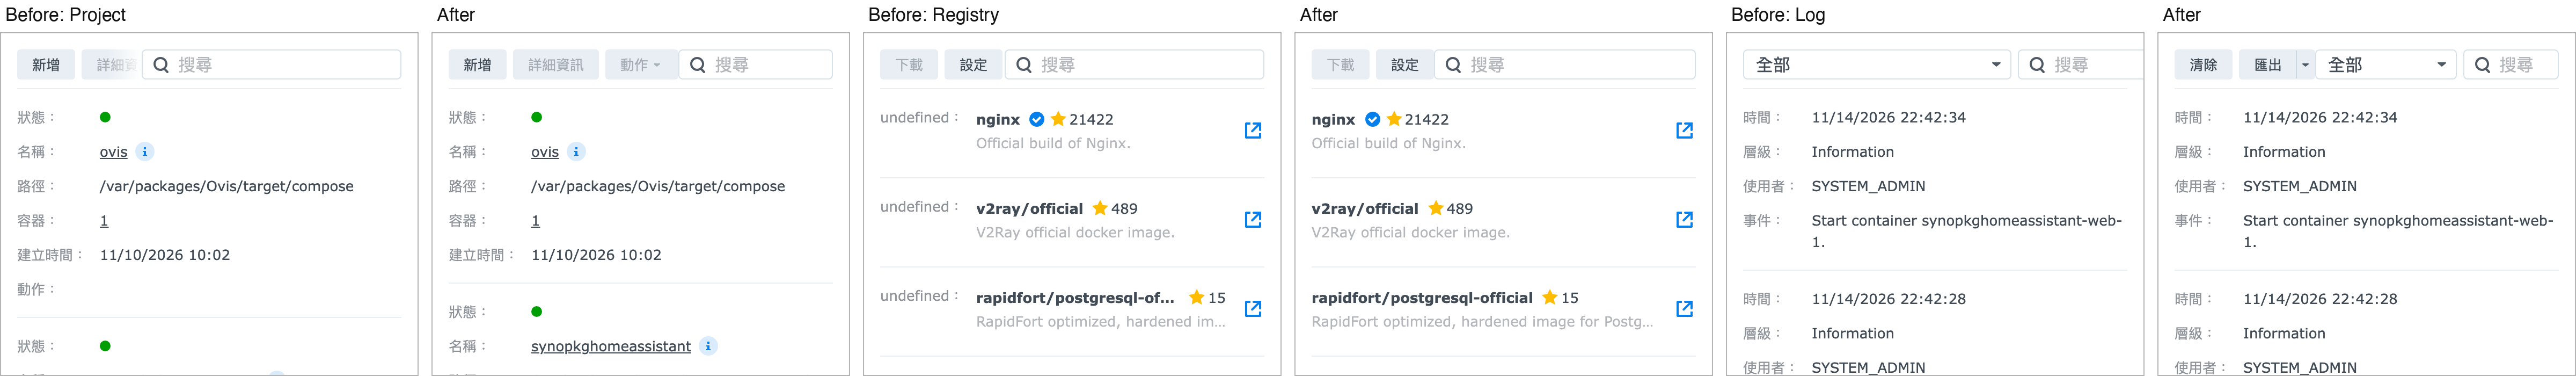 Before: Project
新增 詳細資 搜尋
狀態：
名稱： ovis i
路徑： /var/packages/Ovis/target/compose
容器： 1
建立時間： 11/10/2026 10:02
動作：
狀態：
After
新增 詳細資訊 動作 搜尋
狀態：
名稱： ovis i
路徑： /var/packages/Ovis/target/compose
容器： 1
建立時間： 11/10/2026 10:02
狀態：
名稱： synopkghomeassistant i
Before: Registry
下載 設定 搜尋
undefined： nginx 21422
Official build of Nginx.
undefined： v2ray/official 489
V2Ray official docker image.
undefined： rapidfort/postgresql-of... 15
RapidFort optimized, hardened im...
After
下載 設定 搜尋
nginx 21422
Official build of Nginx.
v2ray/official 489
V2Ray official docker image.
rapidfort/postgresql-official 15
RapidFort optimized, hardened image for Postg...
Before: Log
全部 搜尋
時間： 11/14/2026 22:42:34
層級： Information
使用者： SYSTEM_ADMIN
事件： Start container synopkghomeassistant-web-
1.
時間： 11/14/2026 22:42:28
層級： Information
使用者： SYSTEM_ADMIN
After
清除 匯出 全部 搜尋
時間： 11/14/2026 22:42:34
層級： Information
使用者： SYSTEM_ADMIN
事件： Start container synopkghomeassistant-web-
1.
時間： 11/14/2026 22:42:28
層級： Information
使用者： SYSTEM_ADMIN